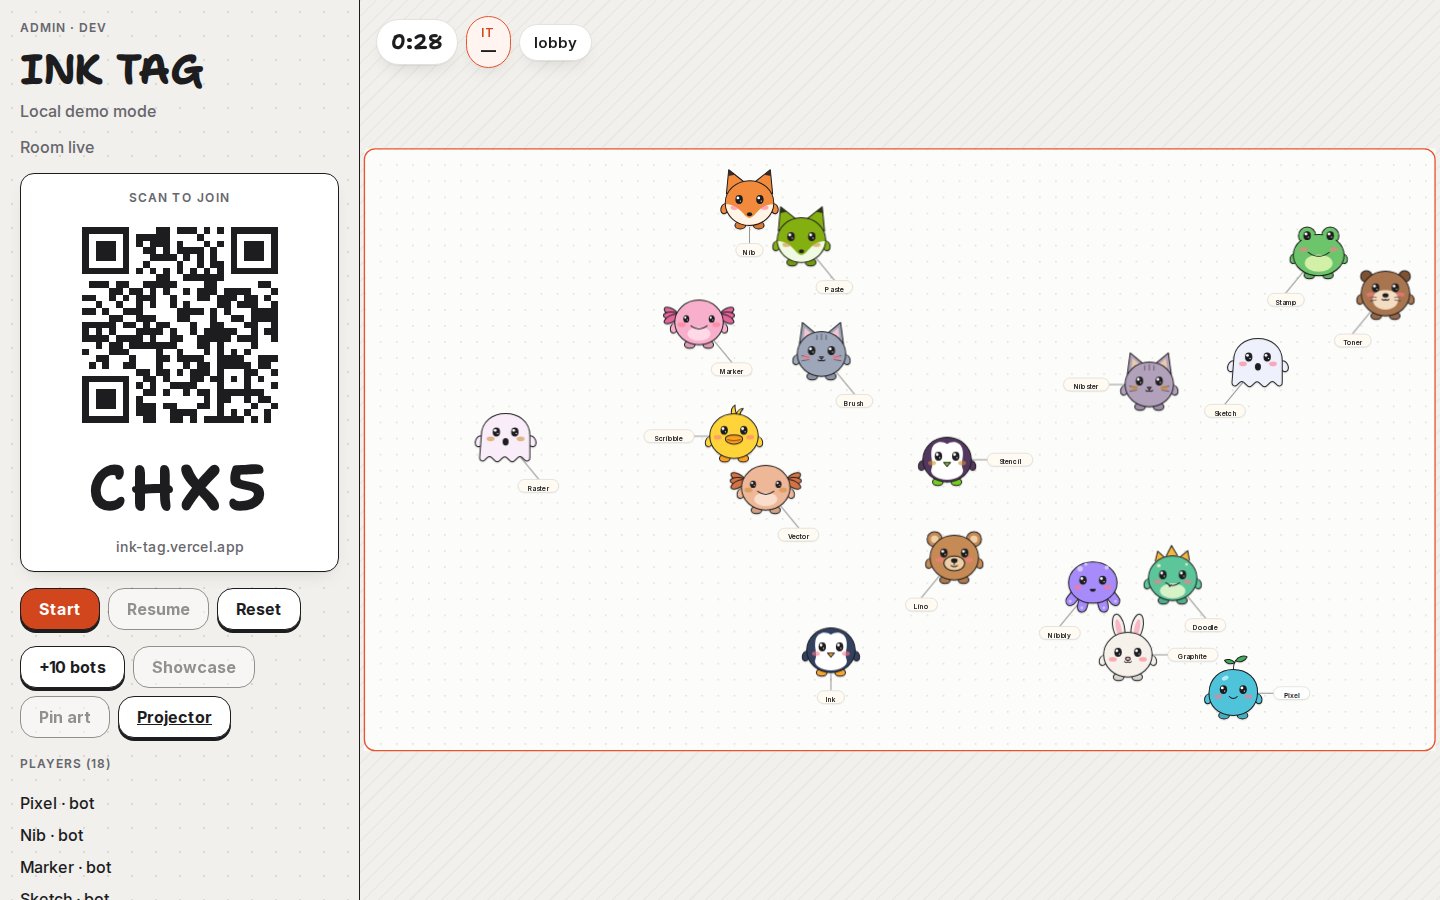 ADMIN · DEV
INK TAG
Local demo mode
Room live
SCAN TO JOIN
CHX5
ink-tag.vercel.app
Start
Resume
Reset
+10 bots
Showcase
Pin art
Projector
PLAYERS (18)
Pixel · bot
Nib · bot
Marker · bot
Sketch · bot
0:28
IT
—
lobby
Nib
Paste
Stamp
Toner
Marker
Brush
Nibster
Sketch
Scribble
Stencil
Raster
Vector
Lino
Nibbly
Doodle
Graphite
Ink
Pixel